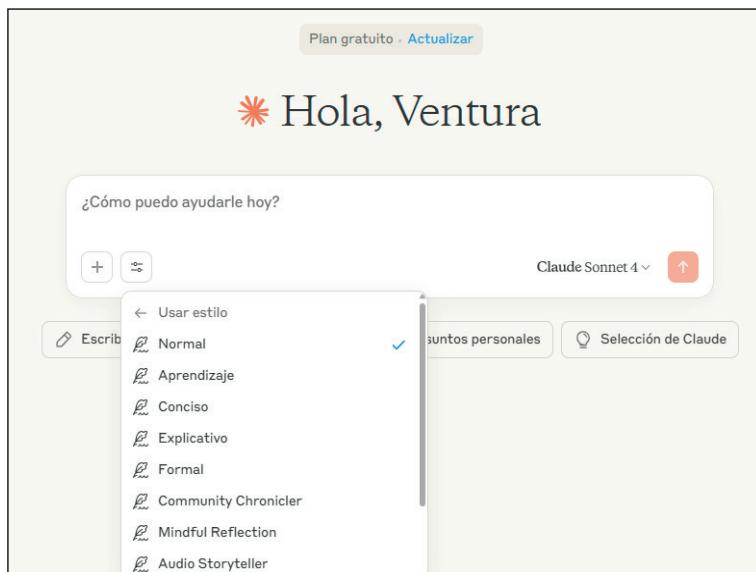 Plan gratuito · Actualizar
Hola, Ventura
¿Cómo puedo ayudarle hoy?
Claude Sonnet 4
Usar estilo
Escrib
suntos personales
Selección de Claude
Normal
Aprendizaje
Conciso
Explicativo
Formal
Community Chronicler
Mindful Reflection
Audio Storyteller